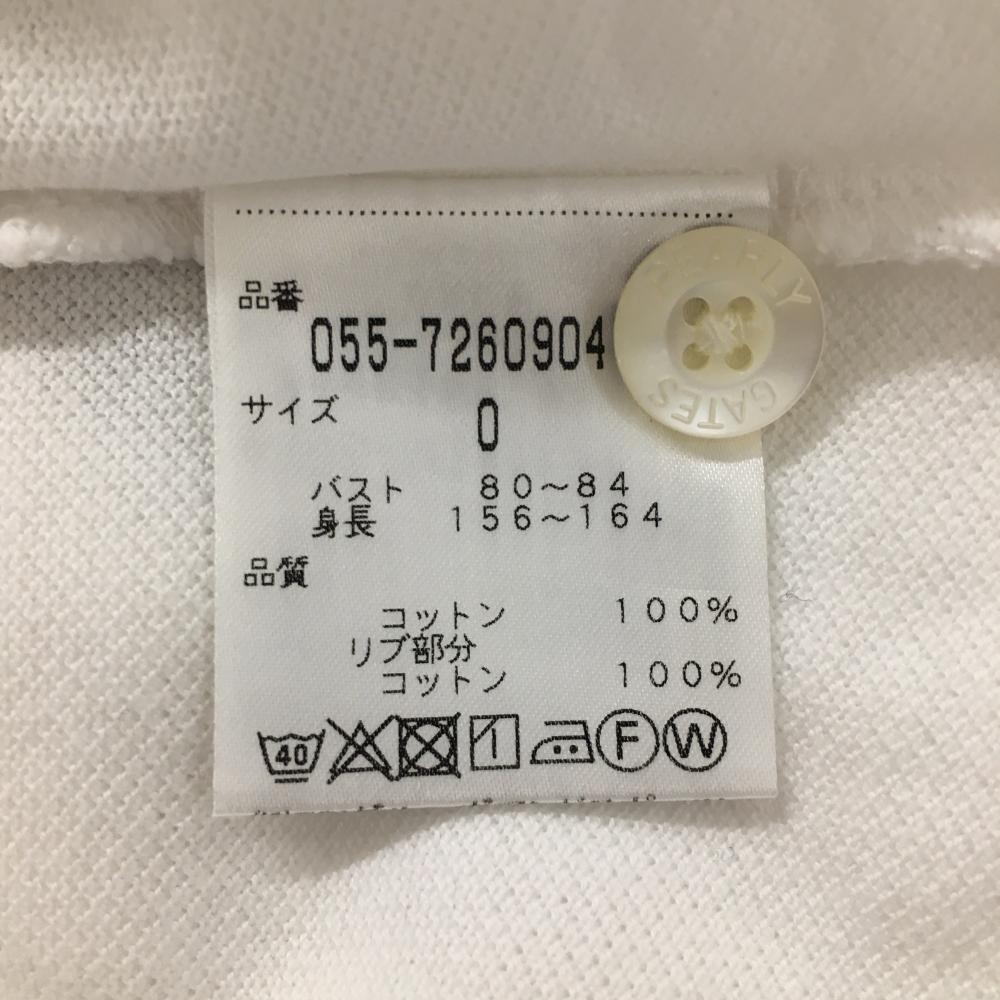 品番
055-7260904
サイズ
0
バスト 80~84
身長 156~164
品質
コットン 100%
リブ部分
コットン 100%
40
F W
GATES